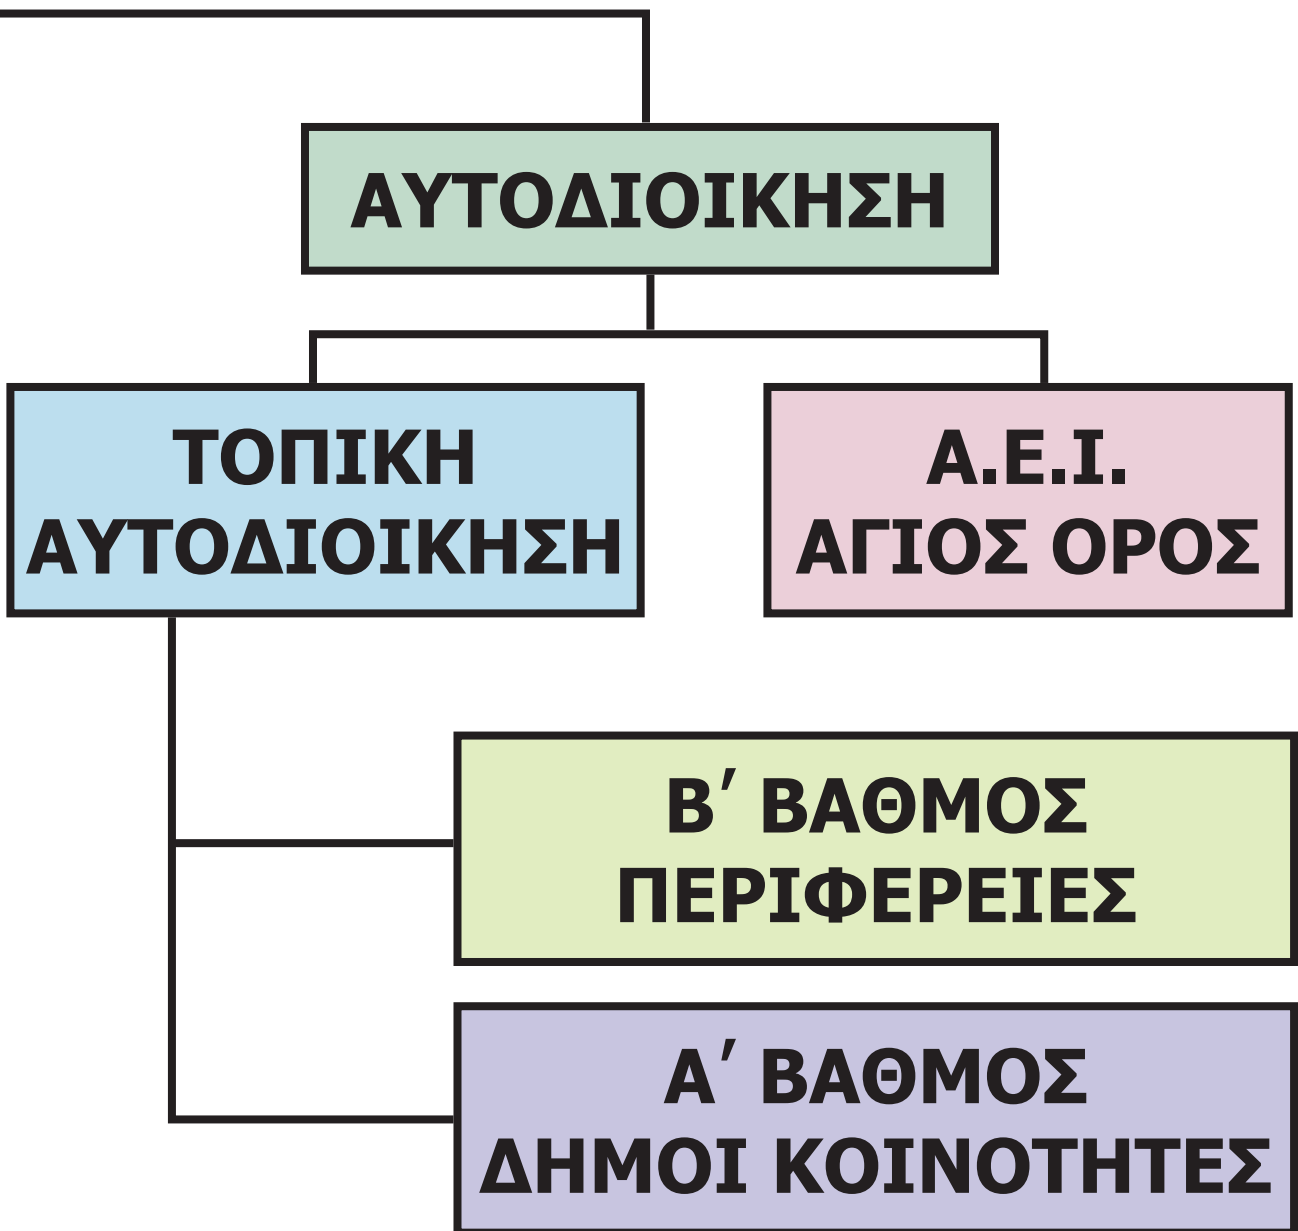 ΑΥΤΟΔΙΟΙΚΗΣΗ
ΤΟΠΙΚΗ
ΑΥΤΟΔΙΟΙΚΗΣΗ
Α.Ε.Ι.
ΑΓΙΟΣ ΟΡΟΣ
Β΄ ΒΑΘΜΟΣ
ΠΕΡΙΦΕΡΕΙΕΣ
Α΄ ΒΑΘΜΟΣ
ΔΗΜΟΙ ΚΟΙΝΟΤΗΤΕΣ